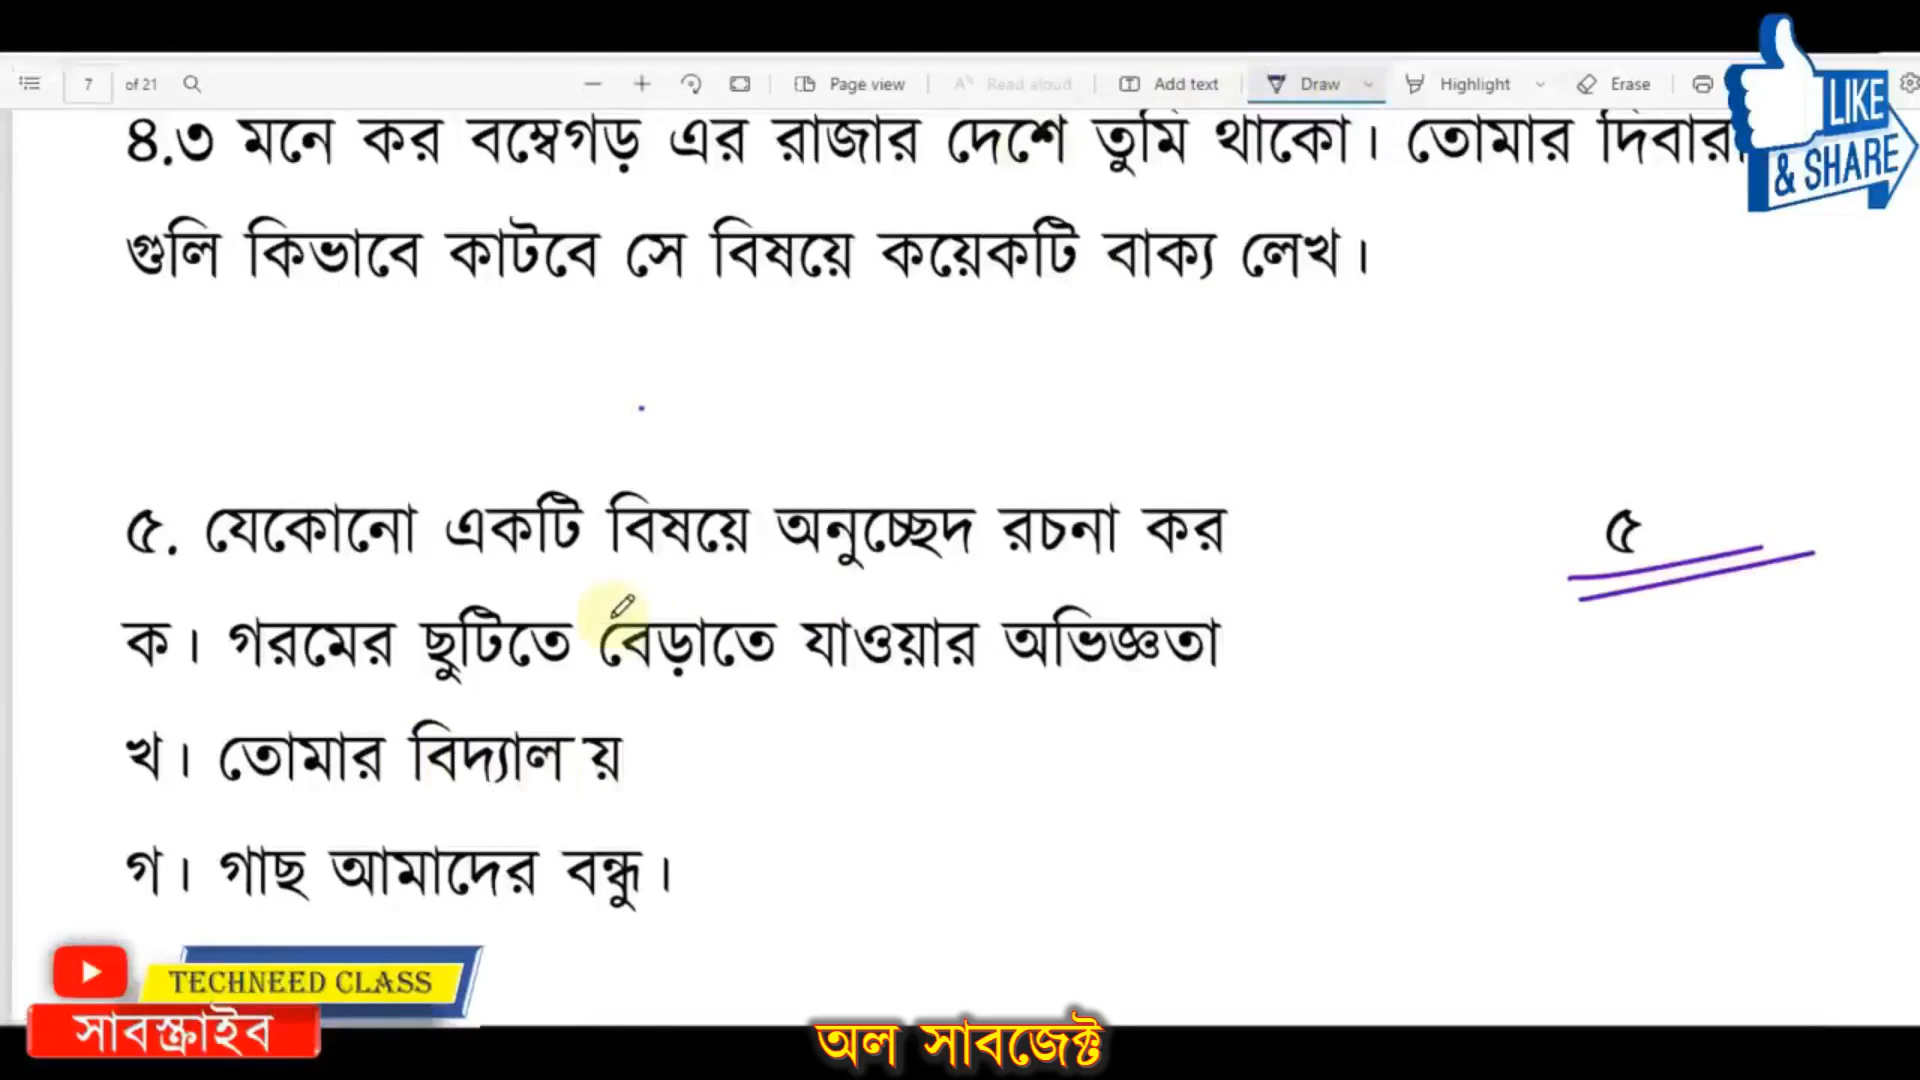 7 of 21 Page view Read aloud Add text Draw Highlight Erase
LIKE
& SHARE
৪.৩ মনে কর বম্বেগড় এর রাজার দেশে তুমি থাকো। তোমার
গুলি কিভাবে কাটবে সে বিষয়ে কয়েকটি বাক্য লেখ।
৫. যেকোনো একটি বিষয়ে অনুচ্ছেদ রচনা কর ৫
ক। গরমের ছুটিতে বেড়াতে যাওয়ার অভিজ্ঞতা
খ। তোমার বিদ্যাল য়
গ। গাছ আমাদের বন্ধু।
TECHNEED CLASS
সাবস্ক্রাইব
অল সাবজেক্ট